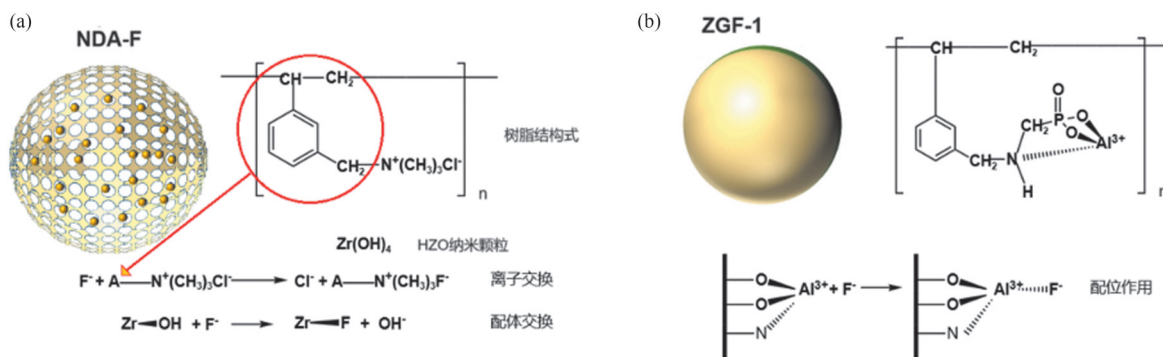 (a)
NDA-F
CH—CH₂
CH₂—N⁺(CH₃)₃Cl⁻
n
树脂结构式
Zr(OH)₄ HZO纳米颗粒
F⁻ + A—N⁺(CH₃)₃Cl⁻ → Cl⁻ + A—N⁺(CH₃)₃F⁻ 离子交换
Zr—OH + F⁻ → Zr—F + OH⁻ 配体交换
(b)
ZGF-1
CH—CH₂
O
CH₂—P—O
O
Al³⁺
CH₂—N
H
n
O
O
N
Al³⁺ + F⁻ →
O
O
N
Al³⁺ F⁻
配位作用